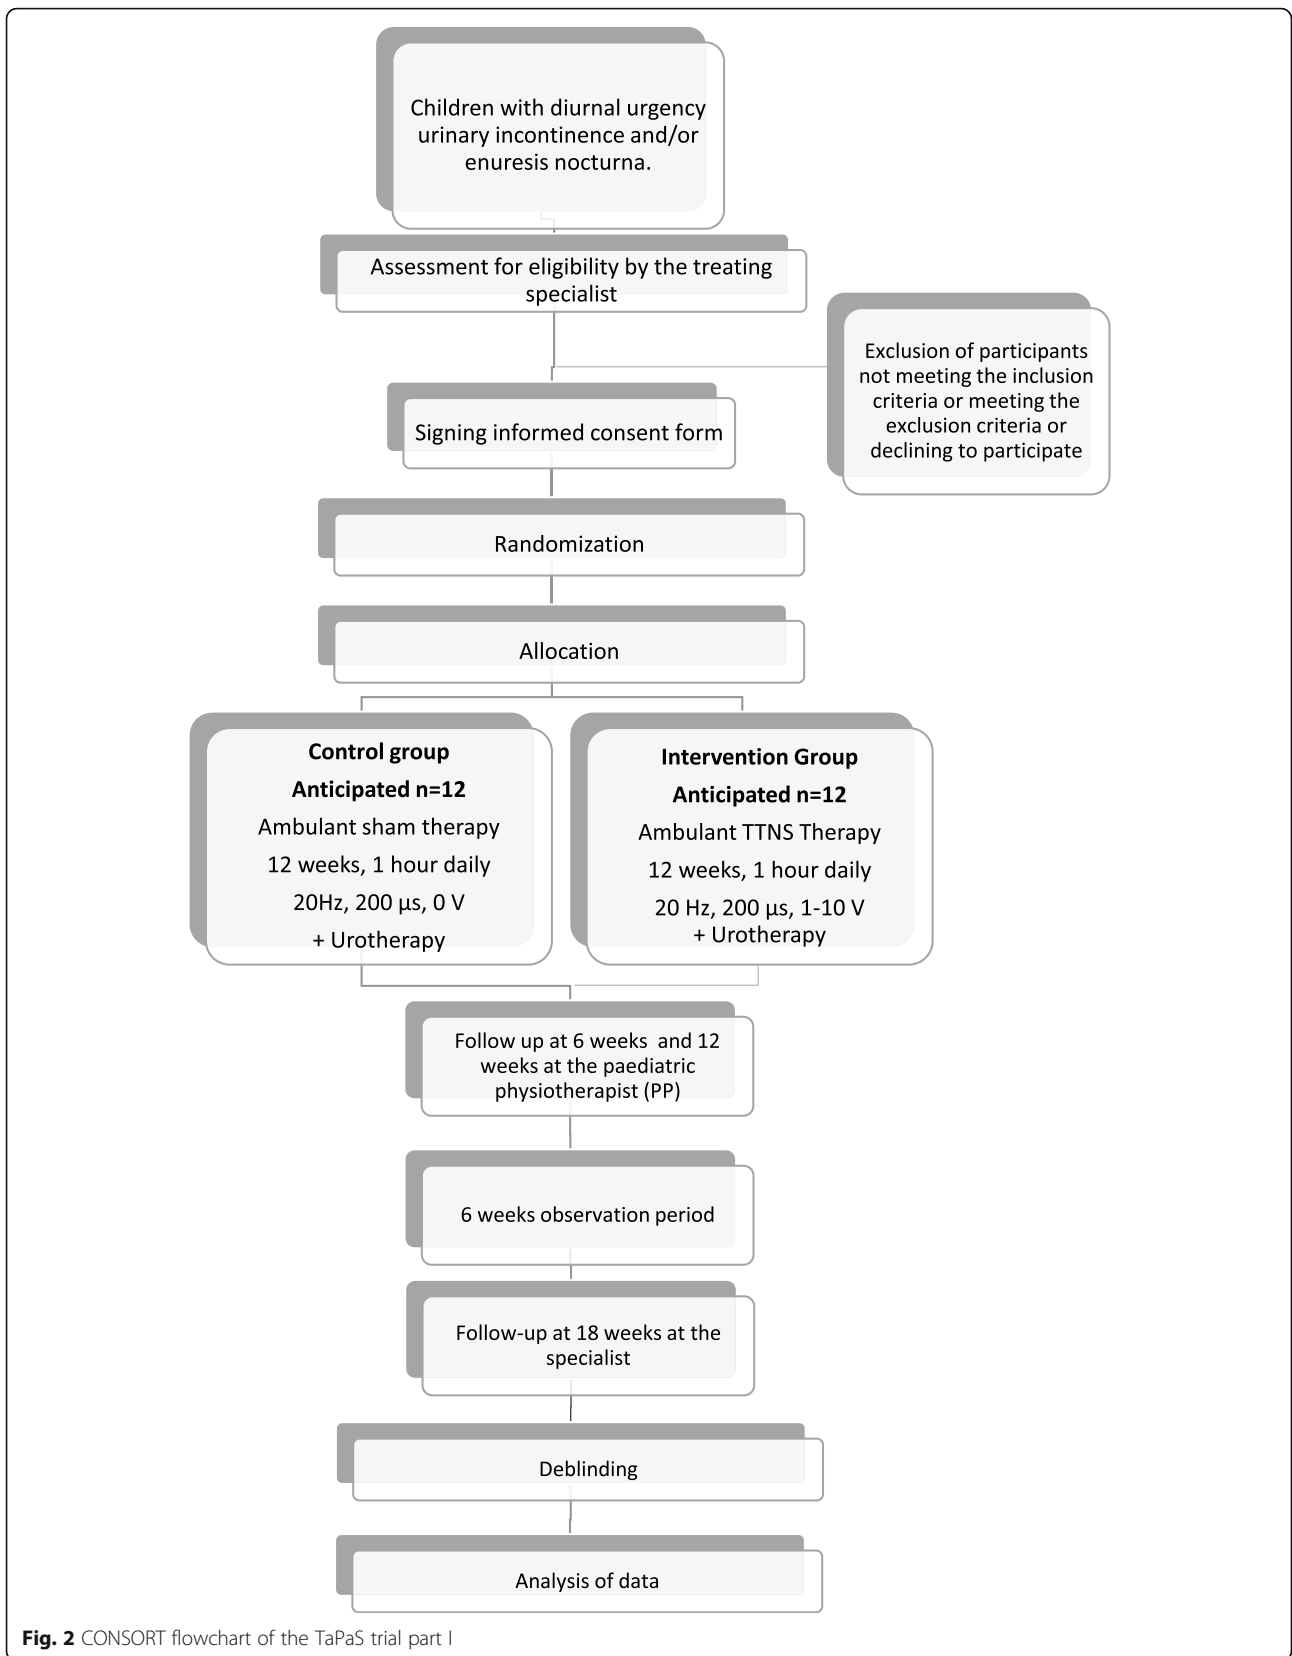 Children with diurnal urgency
urinary incontinence and/or
enuresis nocturna.
Assessment for eligibility by the treating
specialist
Exclusion of participants
not meeting the inclusion
criteria or meeting the
exclusion criteria or
declining to participate
Signing informed consent form
Randomization
Allocation
Control group
Anticipated n=12
Ambulant sham therapy
12 weeks, 1 hour daily
20Hz, 200 μs, 0 V
+ Urotherapy
Intervention Group
Anticipated n=12
Ambulant TTNS Therapy
12 weeks, 1 hour daily
20 Hz, 200 μs, 1-10 V
+ Urotherapy
Follow up at 6 weeks  and 12
weeks at the paediatric
physiotherapist (PP)
6 weeks observation period
Follow-up at 18 weeks at the
specialist
Deblinding
Analysis of data
Fig. 2 CONSORT flowchart of the TaPaS trial part I